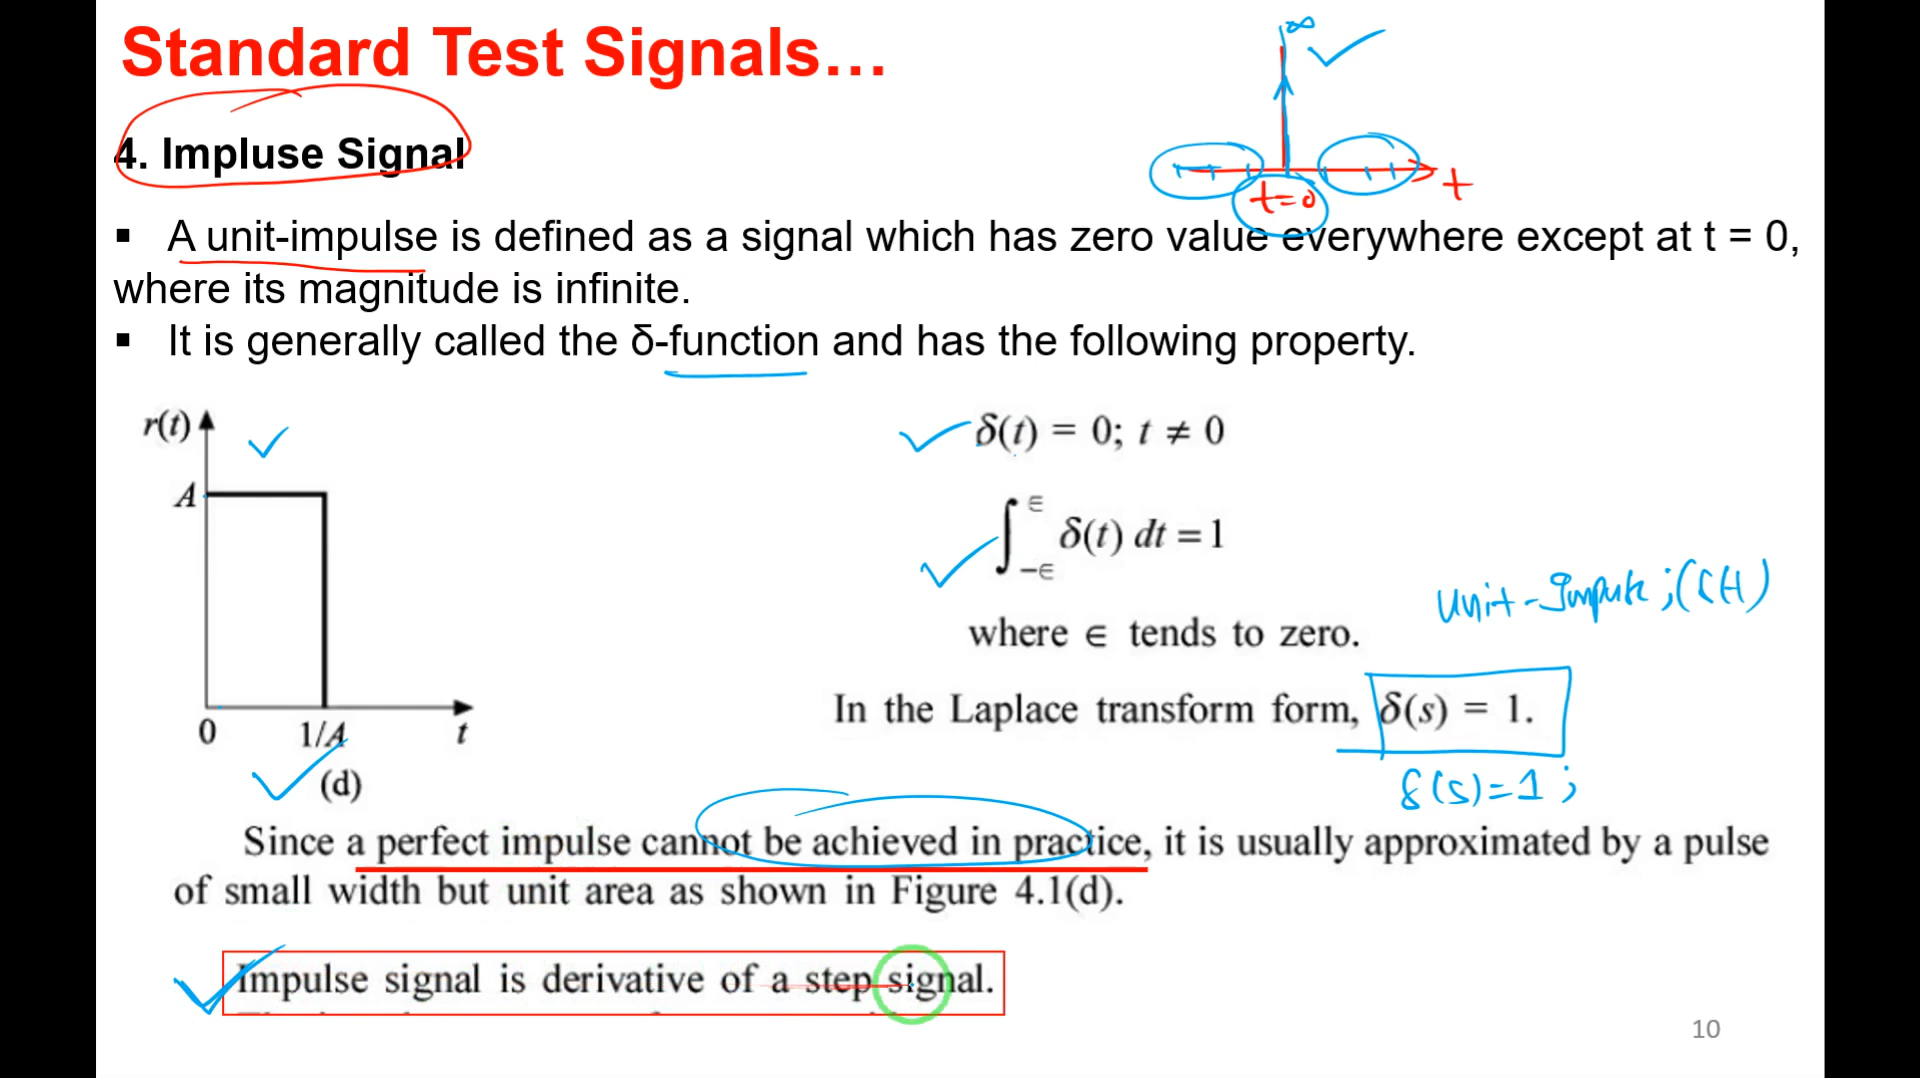 Standard Test Signals...
∞
4. Impluse Signal
t=0
t
▪ A unit-impulse is defined as a signal which has zero value everywhere except at t = 0,
where its magnitude is infinite.
▪ It is generally called the δ-function and has the following property.
r(t)
A
0
1/A
t
(d)
δ(t) = 0; t ≠ 0
∫_{-∈}^{∈} δ(t) dt = 1
where ∈ tends to zero.
unit-Impulse ;
In the Laplace transform form, δ(s) = 1.
δ(s)=1 ;
Since a perfect impulse cannot be achieved in practice, it is usually approximated by a pulse
of small width but unit area as shown in Figure 4.1(d).
Impulse signal is derivative of a step signal.
10